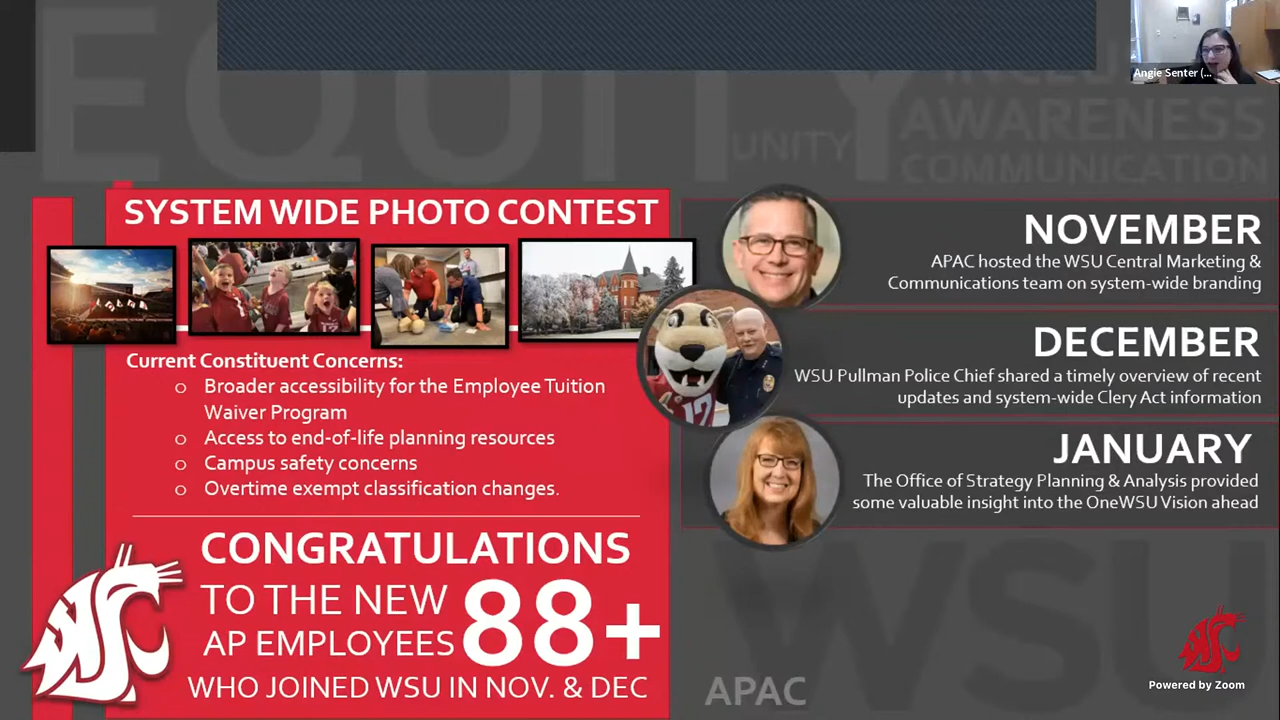 EQUITY
UNITY
AWARENESS
COMMUNICATION
Angie Senter (...
SYSTEM WIDE PHOTO CONTEST
Current Constituent Concerns:
o Broader accessibility for the Employee Tuition
Waiver Program
o Access to end-of-life planning resources
o Campus safety concerns
o Overtime exempt classification changes.
CONGRATULATIONS
TO THE NEW
AP EMPLOYEES
88+
WHO JOINED WSU IN NOV. & DEC
NOVEMBER
APAC hosted the WSU Central Marketing &
Communications team on system-wide branding
DECEMBER
WSU Pullman Police Chief shared a timely overview of recent
updates and system-wide Clery Act information
JANUARY
The Office of Strategy Planning & Analysis provided
some valuable insight into the OneWSU Vision ahead
WSU
APAC
Powered by Zoom